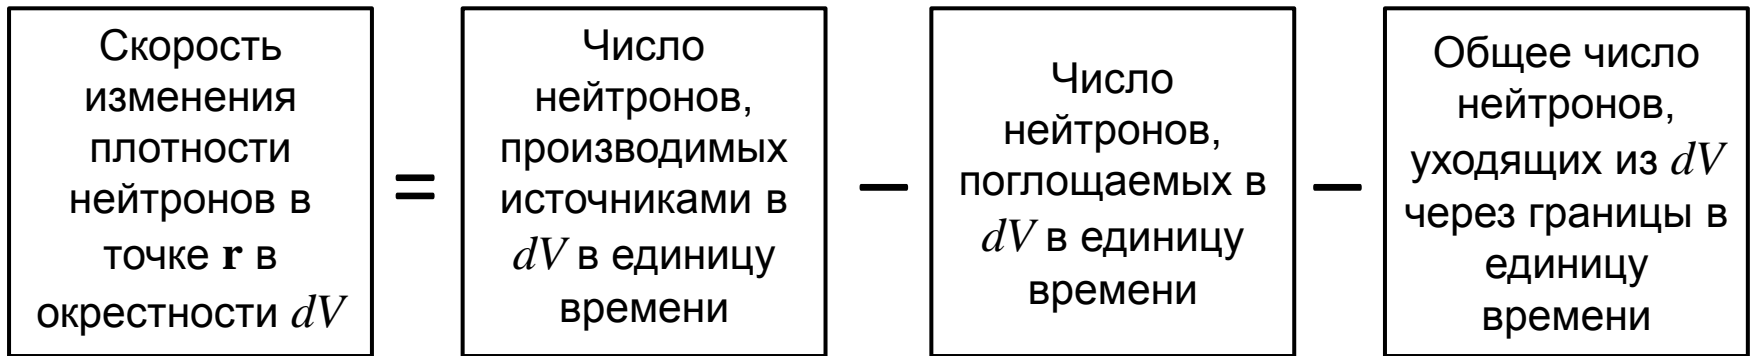 Скорость
изменения
плотности
нейтронов в
точке r в
окрестности dV
=
Число
нейтронов,
производимых
источниками в
dV в единицу
времени
—
Число
нейтронов,
поглощаемых в
dV в единицу
времени
—
Общее число
нейтронов,
уходящих из dV
через границы в
единицу
времени